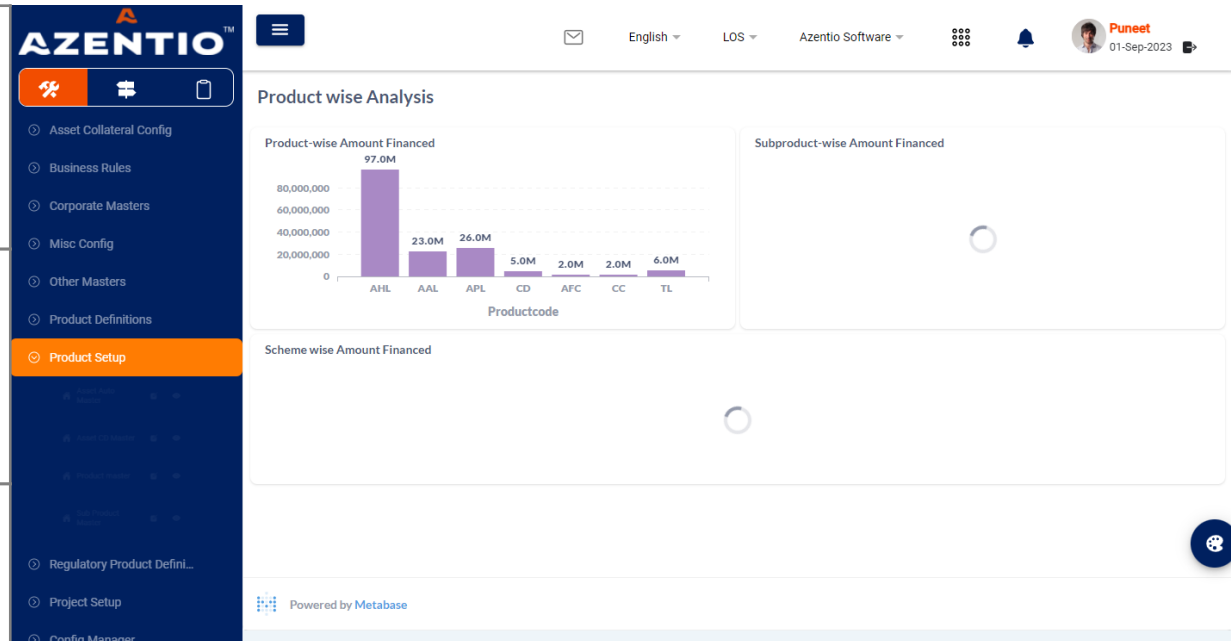 AZENTIO™
English
LOS
Azentio Software
Puneet
01-Sep-2023
Asset Collateral Config
Business Rules
Corporate Masters
Misc Config
Other Masters
Product Definitions
Product Setup
Regulatory Product Defini...
Project Setup
Config Manager
Product wise Analysis
Product-wise Amount Financed
97.0M
80,000,000
60,000,000
40,000,000
20,000,000
0
23.0M
26.0M
5.0M
2.0M
2.0M
6.0M
AHL AAL APL CD AFC CC TL
Productcode
Subproduct-wise Amount Financed
Scheme wise Amount Financed
Powered by Metabase